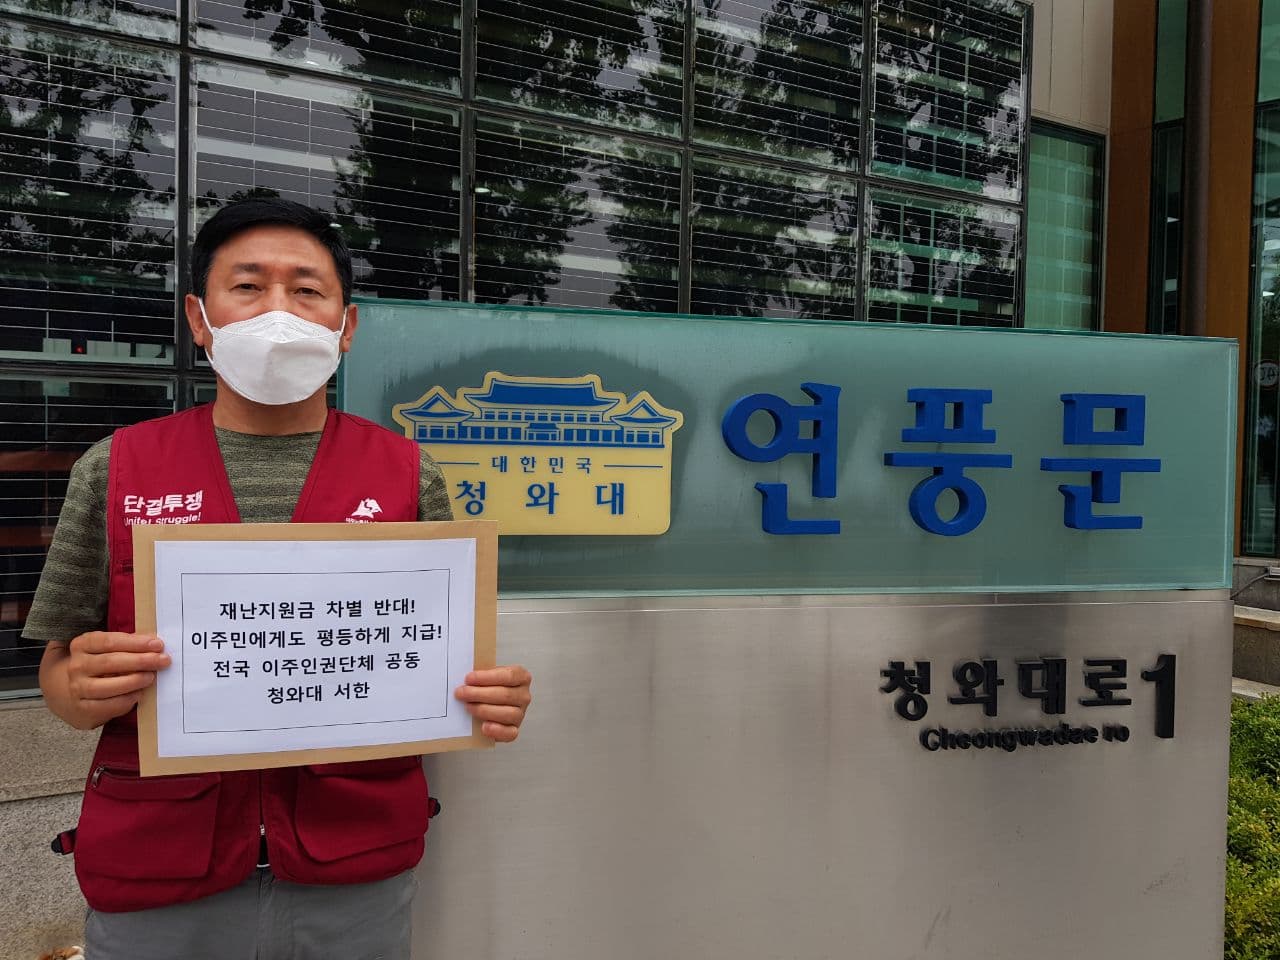 단결투쟁
United struggle!
재난지원금 차별 반대!
이주민에게도 평등하게 지급!
전국 이주인권단체 공동
청와대 서한
대한민국
청와대
연풍문
청와대로 1
Cheongwadae ro